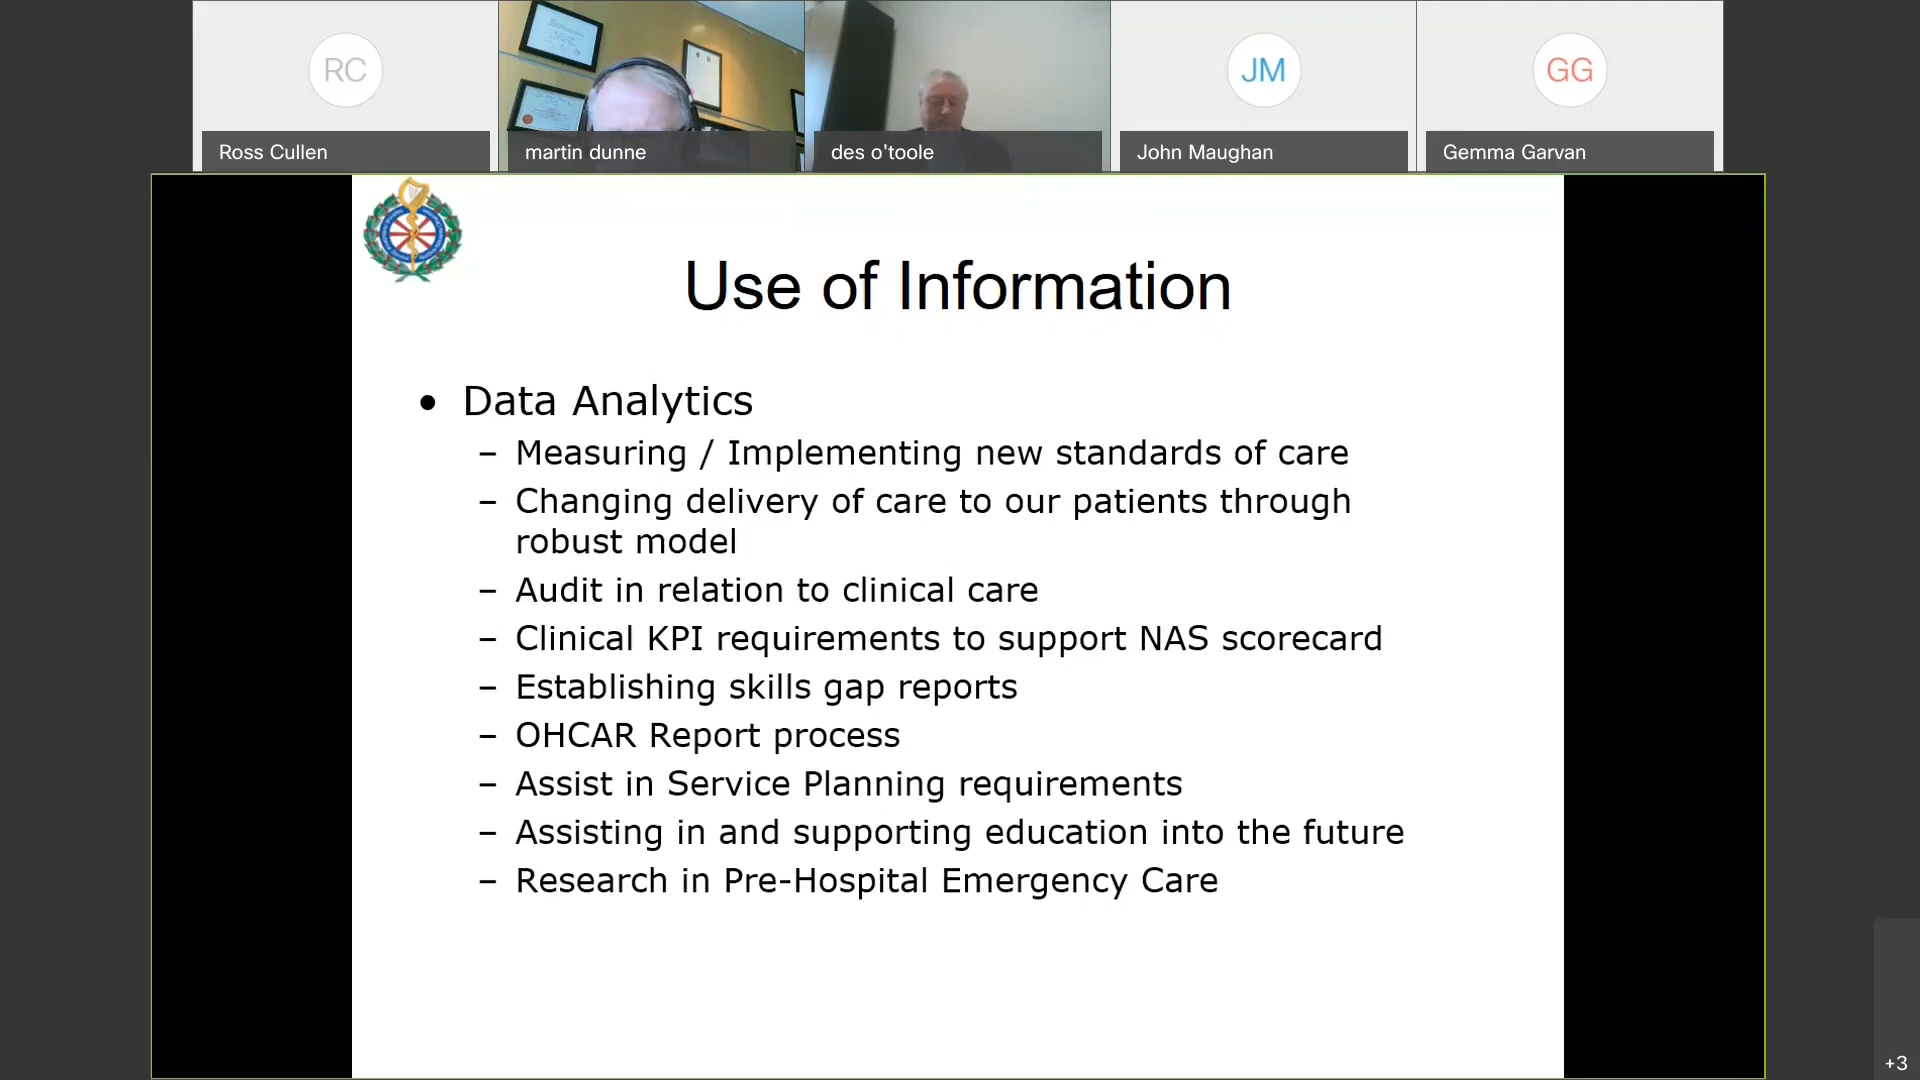 RC
JM
GG
Ross Cullen
martin dunne
des o'toole
John Maughan
Gemma Garvan
Use of Information
• Data Analytics
– Measuring / Implementing new standards of care
– Changing delivery of care to our patients through
robust model
– Audit in relation to clinical care
– Clinical KPI requirements to support NAS scorecard
– Establishing skills gap reports
– OHCAR Report process
– Assist in Service Planning requirements
– Assisting in and supporting education into the future
– Research in Pre-Hospital Emergency Care
+3